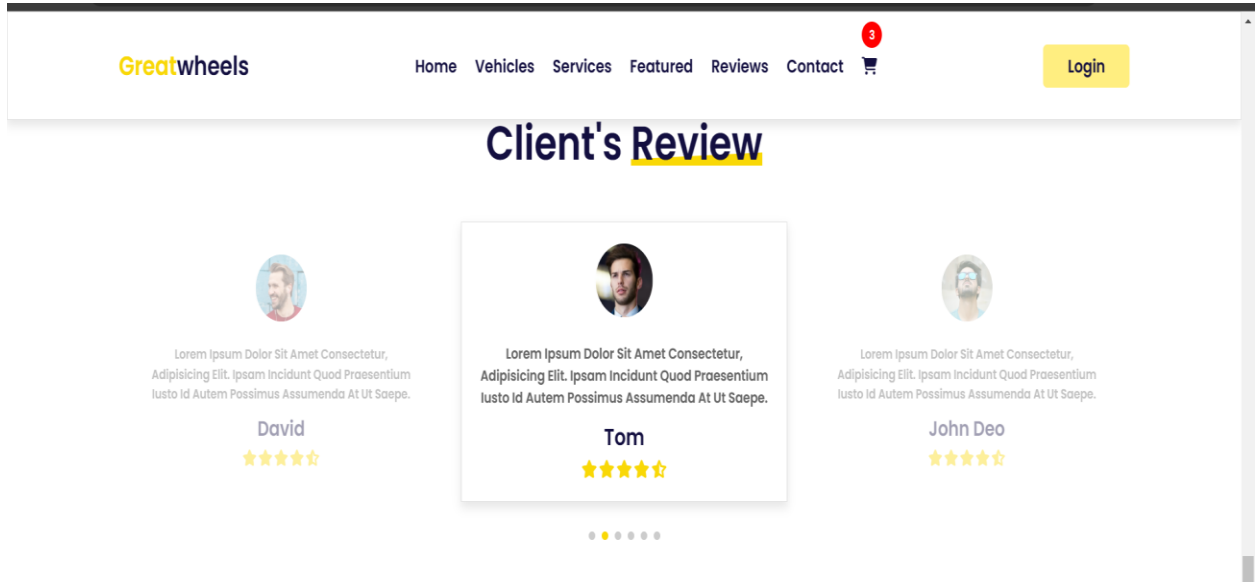 3
Greatwheels Home Vehicles Services Featured Reviews Contact Login
Client's Review
Lorem Ipsum Dolor Sit Amet Consectetur,
Adipisicing Elit. Ipsam Incidunt Quod Praesentium
Iusto Id Autem Possimus Assumenda At Ut Saepe.
David
Lorem Ipsum Dolor Sit Amet Consectetur,
Adipisicing Elit. Ipsam Incidunt Quod Praesentium
Iusto Id Autem Possimus Assumenda At Ut Saepe.
Tom
Lorem Ipsum Dolor Sit Amet Consectetur,
Adipisicing Elit. Ipsam Incidunt Quod Praesentium
Iusto Id Autem Possimus Assumenda At Ut Saepe.
John Deo